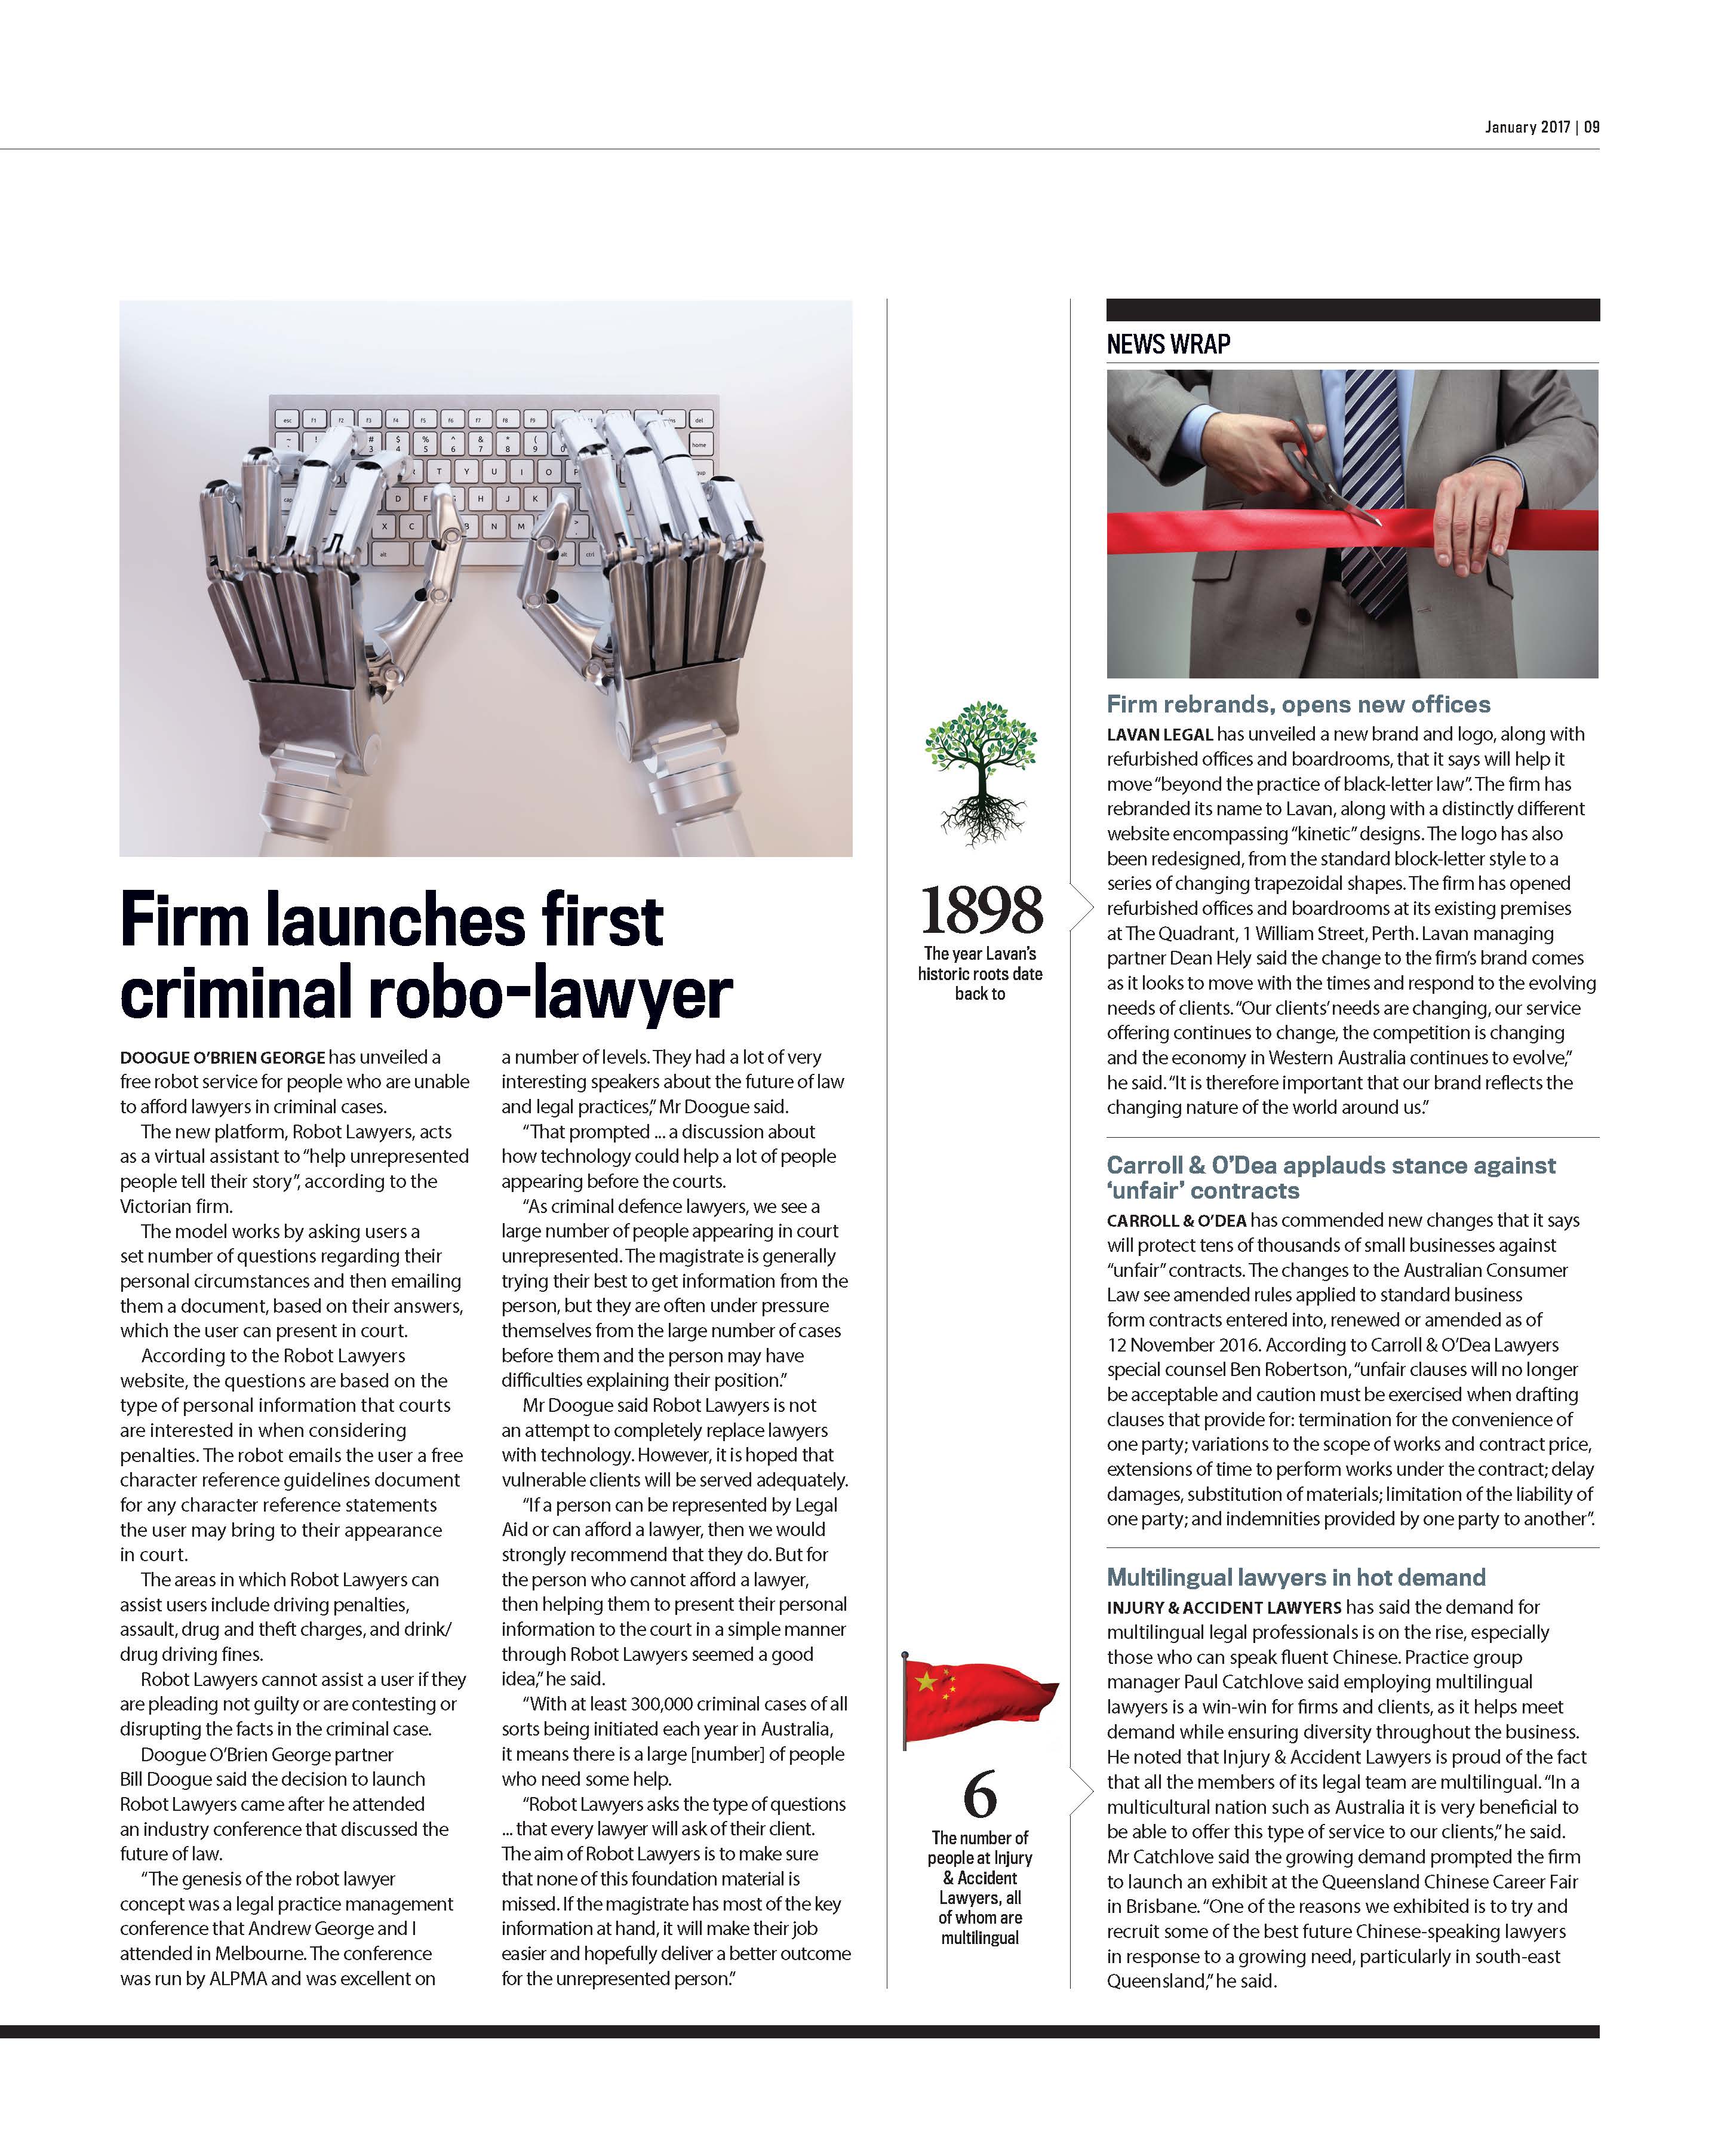 January 2017 | 09
Firm launches first
criminal robo-lawyer
DOOGUE O’BRIEN GEORGE has unveiled a
free robot service for people who are unable
to afford lawyers in criminal cases.
The new platform, Robot Lawyers, acts
as a virtual assistant to “help unrepresented
people tell their story”, according to the
Victorian firm.
The model works by asking users a
set number of questions regarding their
personal circumstances and then emailing
them a document, based on their answers,
which the user can present in court.
According to the Robot Lawyers
website, the questions are based on the
type of personal information that courts
are interested in when considering
penalties. The robot emails the user a free
character reference guidelines document
for any character reference statements
the user may bring to their appearance
in court.
The areas in which Robot Lawyers can
assist users include driving penalties,
assault, drug and theft charges, and drink/
drug driving fines.
Robot Lawyers cannot assist a user if they
are pleading not guilty or are contesting or
disrupting the facts in the criminal case.
Doogue O’Brien George partner
Bill Doogue said the decision to launch
Robot Lawyers came after he attended
an industry conference that discussed the
future of law.
“The genesis of the robot lawyer
concept was a legal practice management
conference that Andrew George and I
attended in Melbourne. The conference
was run by ALPMA and was excellent on
a number of levels. They had a lot of very
interesting speakers about the future of law
and legal practices,” Mr Doogue said.
“That prompted ... a discussion about
how technology could help a lot of people
appearing before the courts.
“As criminal defence lawyers, we see a
large number of people appearing in court
unrepresented. The magistrate is generally
trying their best to get information from the
person, but they are often under pressure
themselves from the large number of cases
before them and the person may have
difficulties explaining their position.”
Mr Doogue said Robot Lawyers is not
an attempt to completely replace lawyers
with technology. However, it is hoped that
vulnerable clients will be served adequately.
“If a person can be represented by Legal
Aid or can afford a lawyer, then we would
strongly recommend that they do. But for
the person who cannot afford a lawyer,
then helping them to present their personal
information to the court in a simple manner
through Robot Lawyers seemed a good
idea,” he said.
“With at least 300,000 criminal cases of all
sorts being initiated each year in Australia,
it means there is a large [number] of people
who need some help.
“Robot Lawyers asks the type of questions
... that every lawyer will ask of their client.
The aim of Robot Lawyers is to make sure
that none of this foundation material is
missed. If the magistrate has most of the key
information at hand, it will make their job
easier and hopefully deliver a better outcome
for the unrepresented person.”
1898
The year Lavan’s
historic roots date
back to
6
The number of
people at Injury
& Accident
Lawyers, all
of whom are
multilingual
NEWS WRAP
Firm rebrands, opens new offices
LAVAN LEGAL has unveiled a new brand and logo, along with
refurbished offices and boardrooms, that it says will help it
move “beyond the practice of black-letter law”. The firm has
rebranded its name to Lavan, along with a distinctly different
website encompassing “kinetic” designs. The logo has also
been redesigned, from the standard block-letter style to a
series of changing trapezoidal shapes. The firm has opened
refurbished offices and boardrooms at its existing premises
at The Quadrant, 1 William Street, Perth. Lavan managing
partner Dean Hely said the change to the firm’s brand comes
as it looks to move with the times and respond to the evolving
needs of clients. “Our clients’ needs are changing, our service
offering continues to change, the competition is changing
and the economy in Western Australia continues to evolve,”
he said. “It is therefore important that our brand reflects the
changing nature of the world around us.”
Carroll & O’Dea applauds stance against
‘unfair’ contracts
CARROLL & O’DEA has commended new changes that it says
will protect tens of thousands of small businesses against
“unfair” contracts. The changes to the Australian Consumer
Law see amended rules applied to standard business
form contracts entered into, renewed or amended as of
12 November 2016. According to Carroll & O’Dea Lawyers
special counsel Ben Robertson, “unfair clauses will no longer
be acceptable and caution must be exercised when drafting
clauses that provide for: termination for the convenience of
one party; variations to the scope of works and contract price,
extensions of time to perform works under the contract; delay
damages, substitution of materials; limitation of the liability of
one party; and indemnities provided by one party to another”.
Multilingual lawyers in hot demand
INJURY & ACCIDENT LAWYERS has said the demand for
multilingual legal professionals is on the rise, especially
those who can speak fluent Chinese. Practice group
manager Paul Catchlove said employing multilingual
lawyers is a win-win for firms and clients, as it helps meet
demand while ensuring diversity throughout the business.
He noted that Injury & Accident Lawyers is proud of the fact
that all the members of its legal team are multilingual. “In a
multicultural nation such as Australia it is very beneficial to
be able to offer this type of service to our clients,” he said.
Mr Catchlove said the growing demand prompted the firm
to launch an exhibit at the Queensland Chinese Career Fair
in Brisbane. “One of the reasons we exhibited is to try and
recruit some of the best future Chinese-speaking lawyers
in response to a growing need, particularly in south-east
Queensland,” he said.